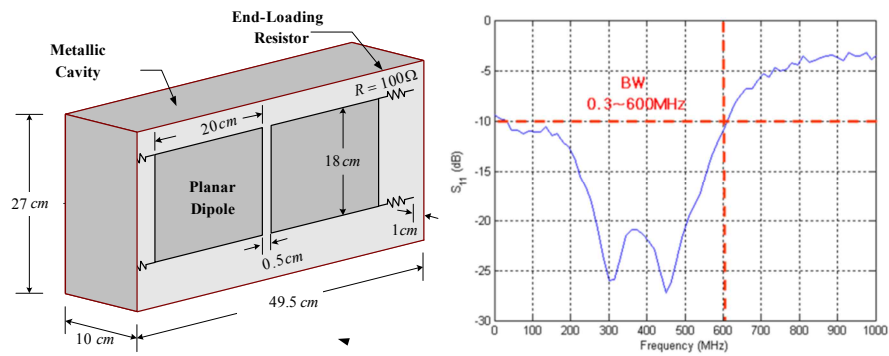 End-Loading
Resistor
Metallic
Cavity
R = 100Ω
20cm
18 cm
Planar
Dipole
27 cm
1cm
0.5 cm
49.5 cm
10 cm
BW
0.3~600MHz
S11 (dB)
0
-5
-10
-15
-20
-25
-30
0 100 200 300 400 500 600 700 800 900 1000
Frequency (MHz)